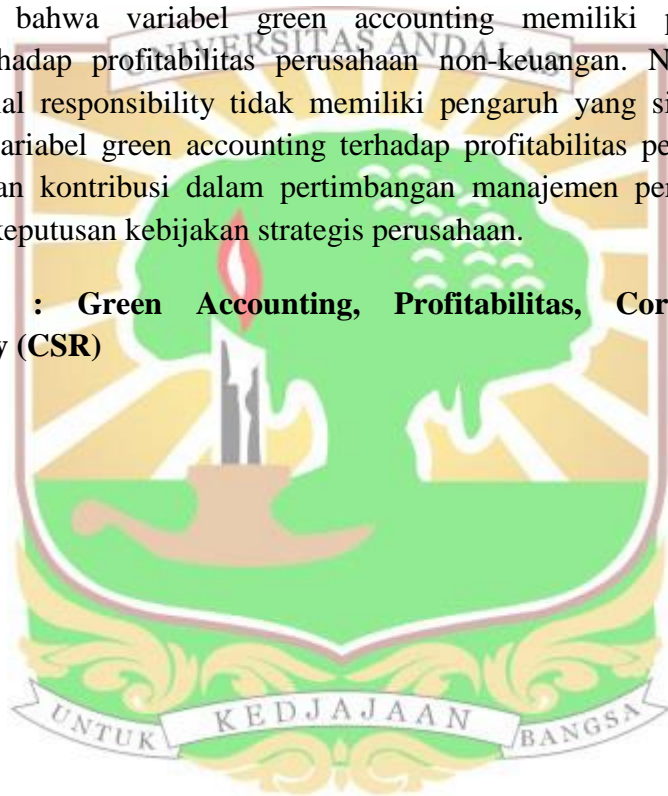 bahwa variabel green accounting memiliki p
UNIVERSITAS ANDALAS
hadap profitabilitas perusahaan non-keuangan. N
al responsibility tidak memiliki pengaruh yang si
ariabel green accounting terhadap profitabilitas pe
an kontribusi dalam pertimbangan manajemen per
keputusan kebijakan strategis perusahaan.
: Green Accounting, Profitabilitas, Cor
y (CSR)
UNTUK KEDJAJAAN BANGSA